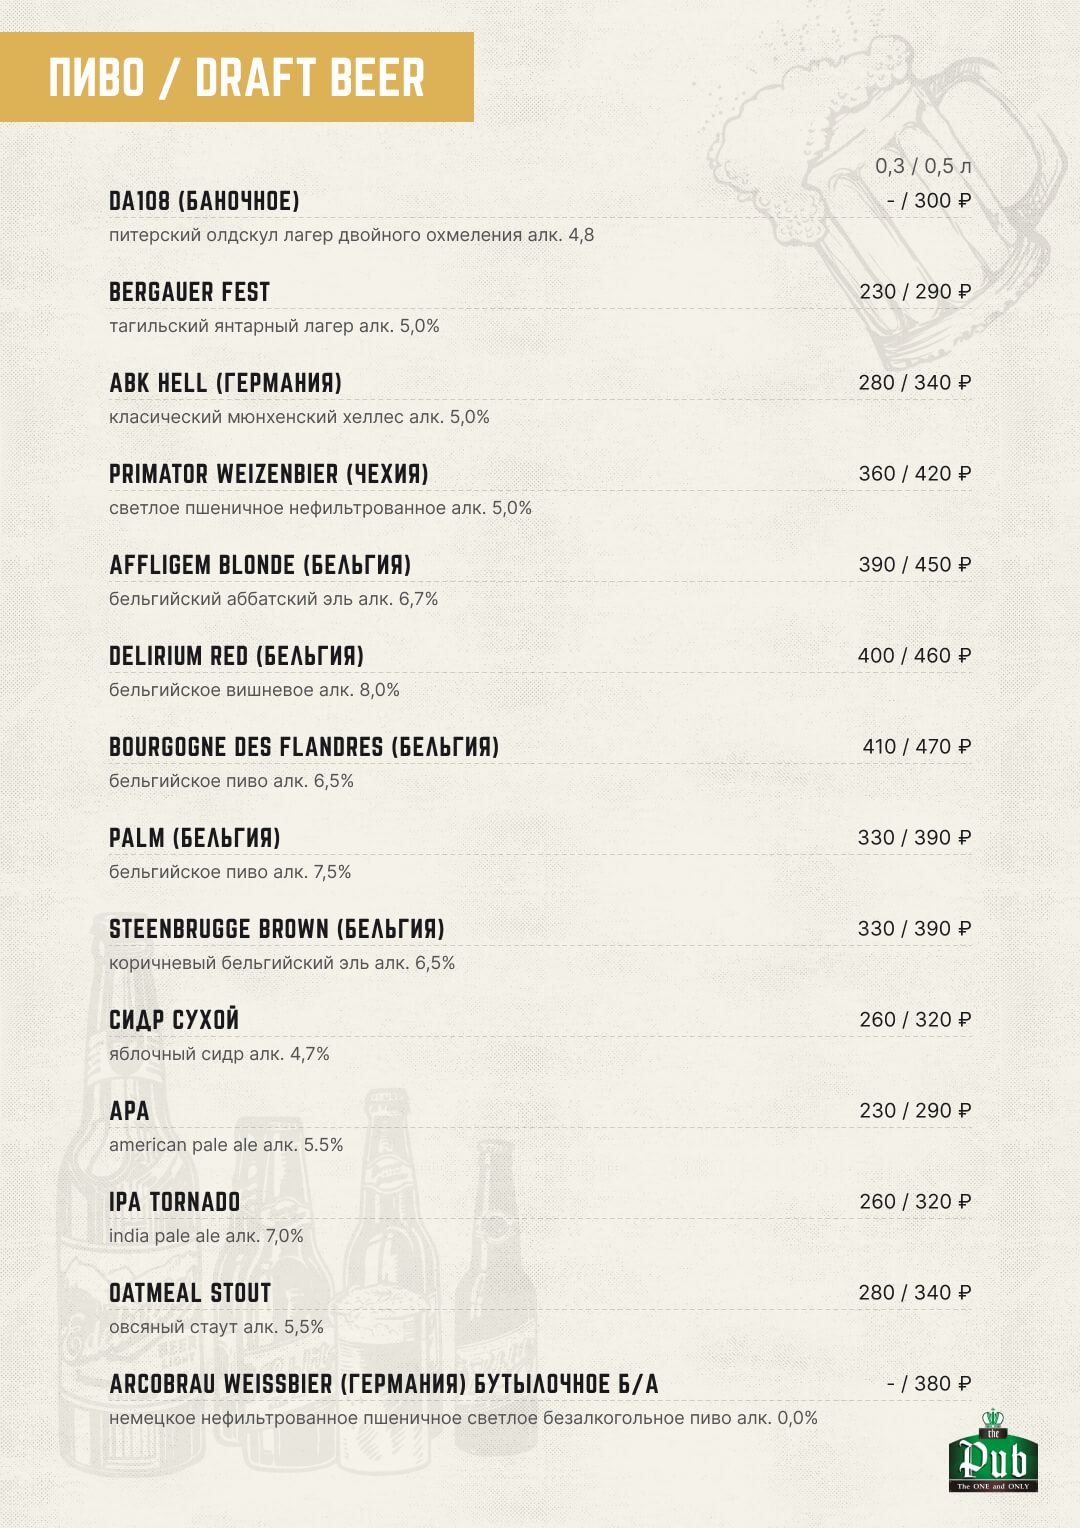 ПИВО / DRAFT BEER
0,3 / 0,5 л
DA108 (БАНОЧНОЕ) - / 300 ₽
питерский олдскул лагер двойного охмеления алк. 4,8
BERGAUER FEST 230 / 290 ₽
тагильский янтарный лагер алк. 5,0%
ABK HELL (ГЕРМАНИЯ) 280 / 340 ₽
класический мюнхенский хеллес алк. 5,0%
PRIMATOR WEIZENBIER (ЧЕХИЯ) 360 / 420 ₽
светлое пшеничное нефильтрованное алк. 5,0%
AFFLIGEM BLONDE (БЕЛЬГИЯ) 390 / 450 ₽
бельгийский аббатский эль алк. 6,7%
DELIRIUM RED (БЕЛЬГИЯ) 400 / 460 ₽
бельгийское вишневое алк. 8,0%
BOURGOGNE DES FLANDRES (БЕЛЬГИЯ) 410 / 470 ₽
бельгийское пиво алк. 6,5%
PALM (БЕЛЬГИЯ) 330 / 390 ₽
бельгийское пиво алк. 7,5%
STEENBRUGGE BROWN (БЕЛЬГИЯ) 330 / 390 ₽
коричневый бельгийский эль алк. 6,5%
СИДР СУХОЙ 260 / 320 ₽
яблочный сидр алк. 4,7%
APA 230 / 290 ₽
american pale ale алк. 5.5%
IPA TORNADO 260 / 320 ₽
india pale ale алк. 7,0%
OATMEAL STOUT 280 / 340 ₽
овсяный стаут алк. 5,5%
ARCOBRAU WEISSBIER (ГЕРМАНИЯ) БУТЫЛОЧНОЕ Б/А - / 380 ₽
немецкое нефильтрованное пшеничное светлое безалкогольное пиво алк. 0,0%
BEER
LIGHT
the
Pub
The ONE and ONLY